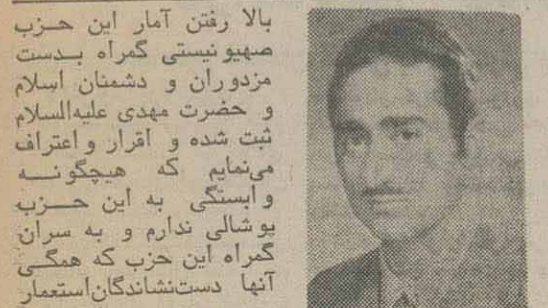 بالا رفتن آمار این حزب
صهیونیستی گمراه بدست
مزدوران و دشمنان اسلام
و حضرت مهدی علیه‌السلام
ثبت شده و اقرار و اعتراف
می‌نمایم که هیچگونه
وابستگی به این حزب
پوشالی ندارم و به سران
گمراه این حزب که همگی
آنها دست‌نشاندگان‌استعمار